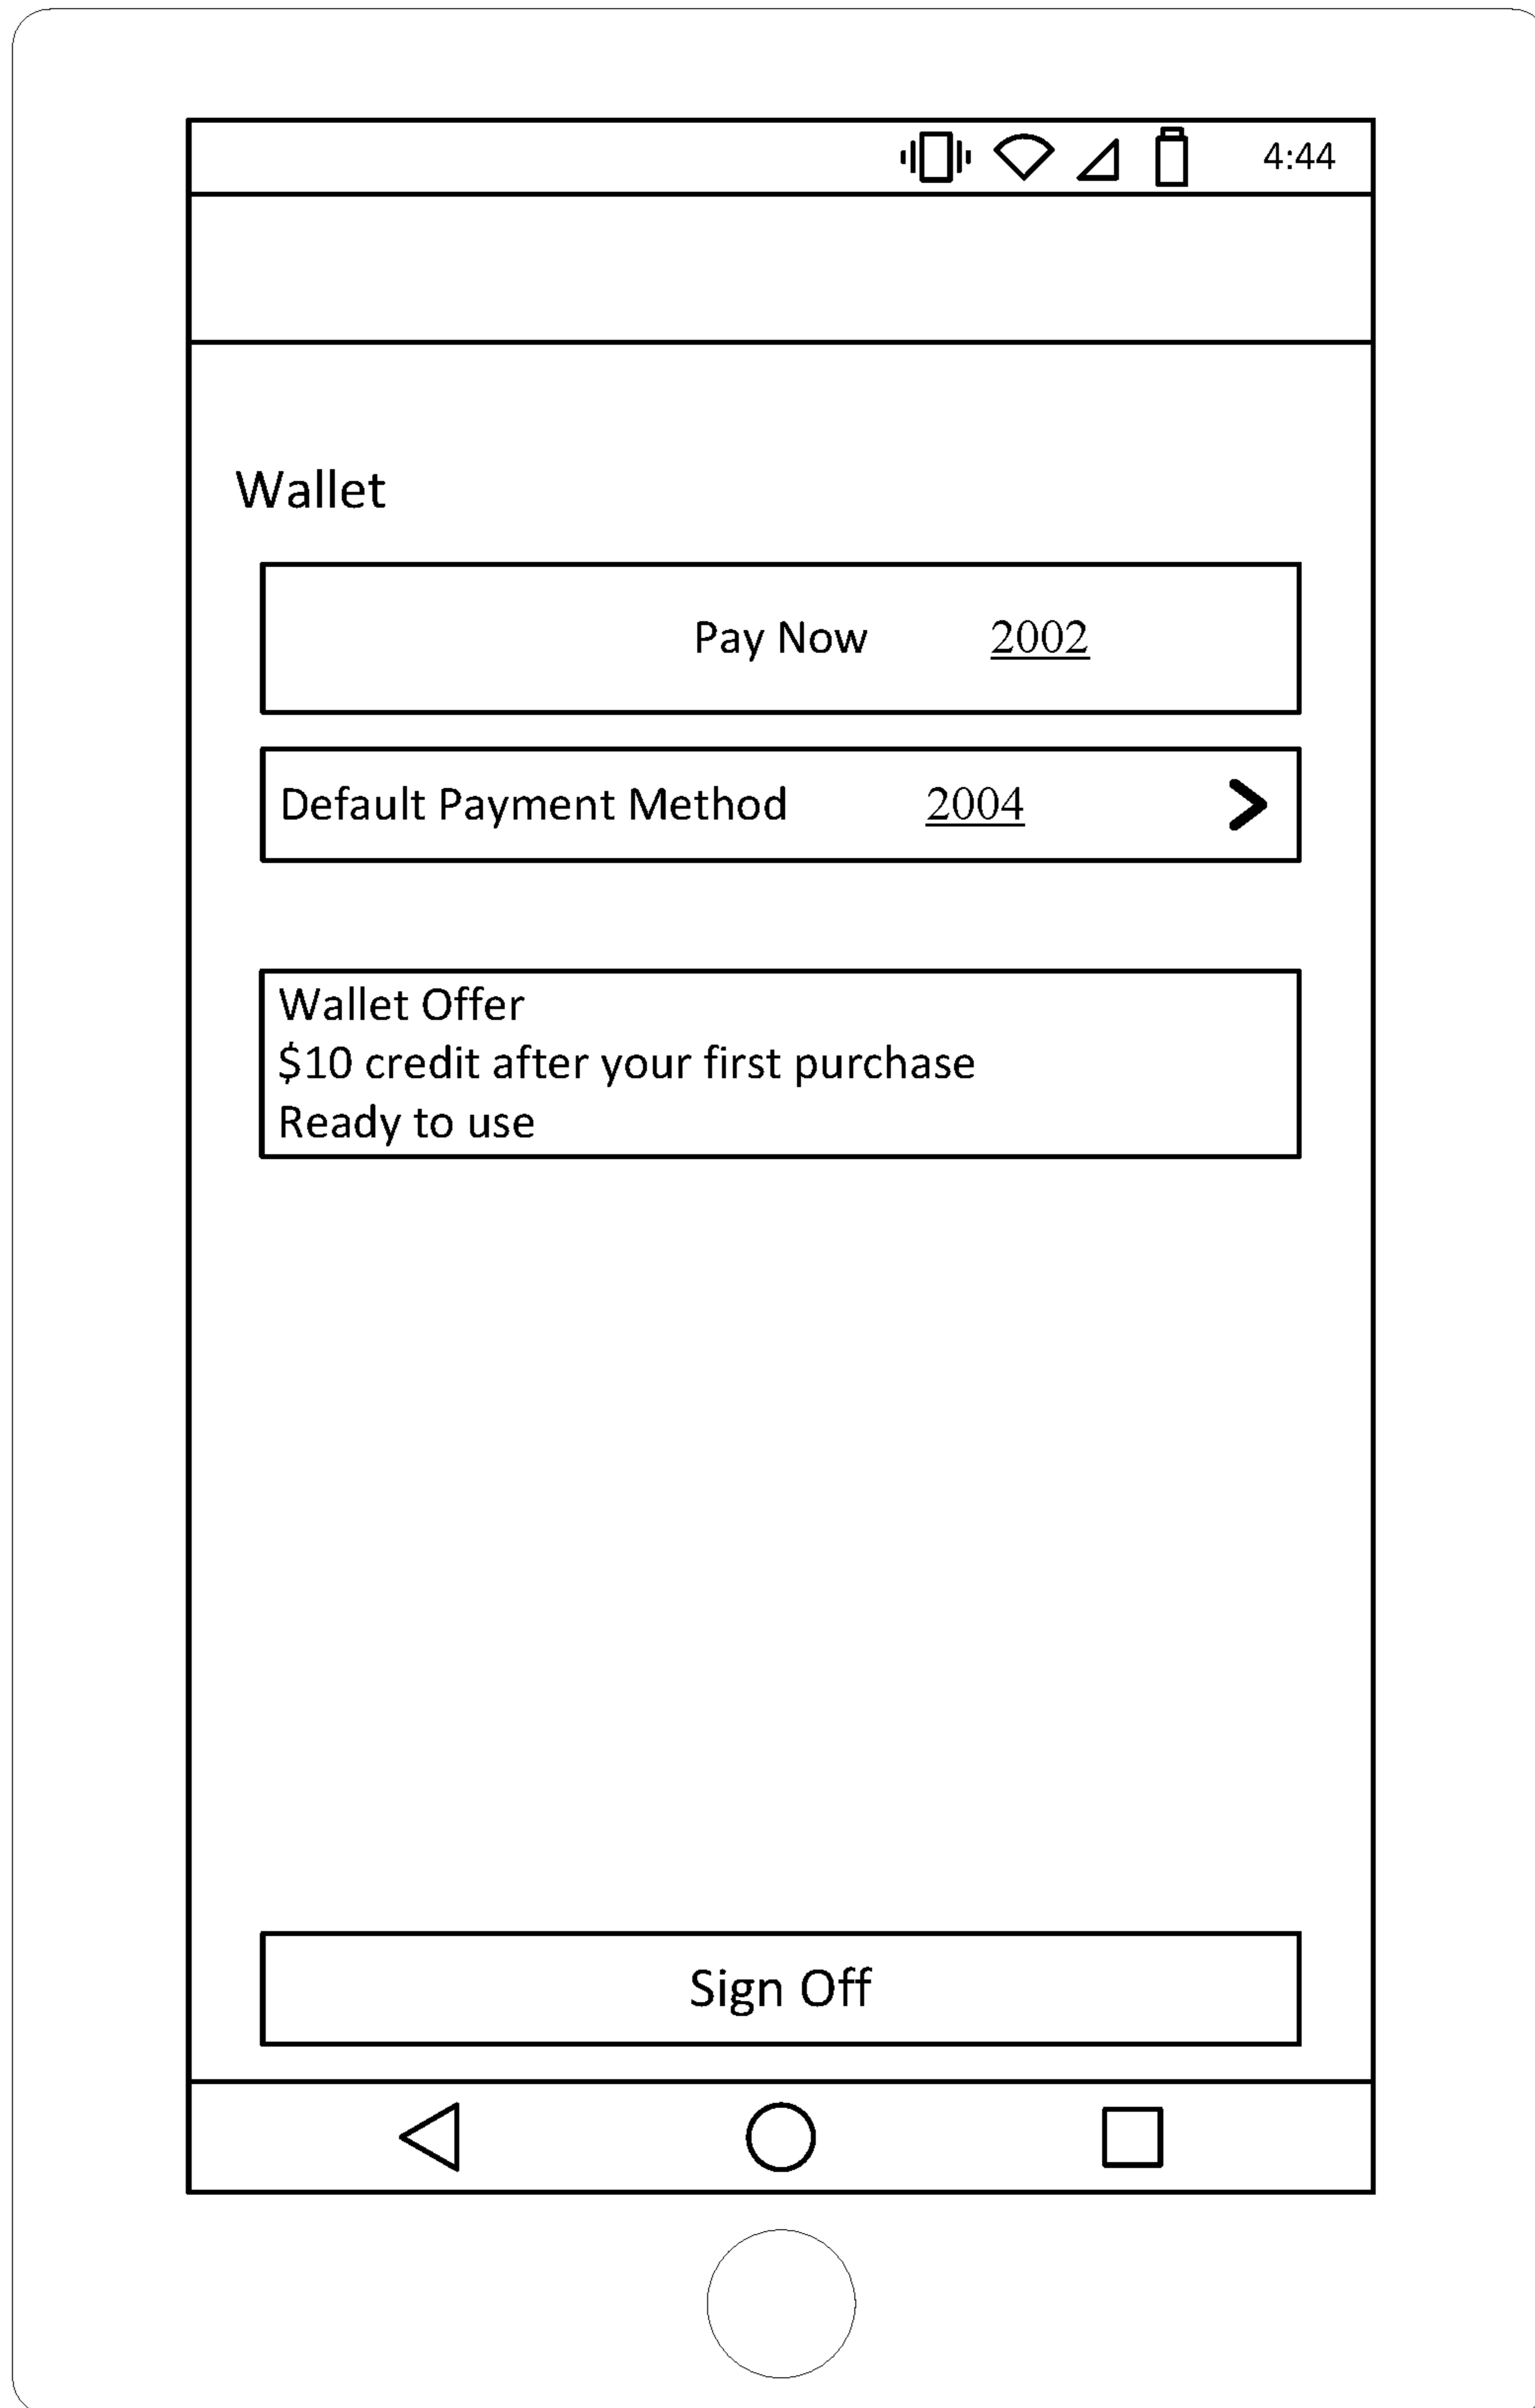 4:44
Wallet
Pay Now 2002
Default Payment Method 2004
Wallet Offer
$10 credit after your first purchase
Ready to use
Sign Off